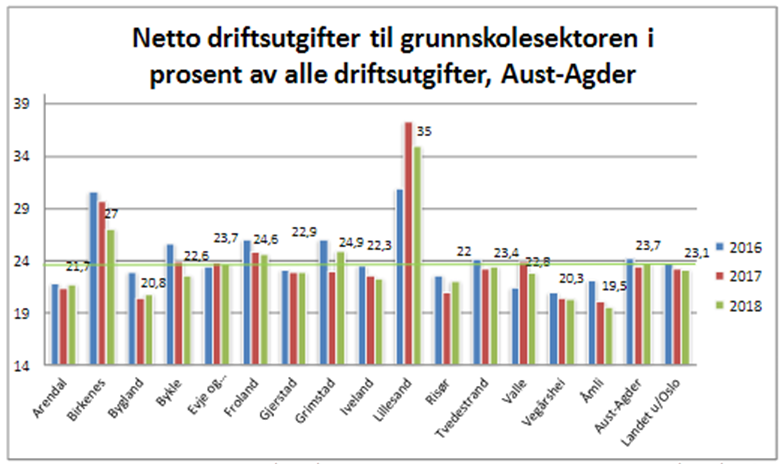 Netto driftsutgifter til grunnskolesektoren i
prosent av alle driftsutgifter, Aust-Agder
39
34
29
24
19
14
21,7
27
20,8
22,6
23,7
24,6
22,9
24,9
22,3
35
22
23,4
22,8
20,3
19,5
23,7
23,1
2016
2017
2018
Arendal
Birkenes
Bygland
Bykle
Evje og...
Froland
Gjerstad
Grimstad
Iveland
Lillesand
Risør
Tvedestrand
Valle
Vegårshei
Åmli
Aust-Agder
Landet u/Oslo